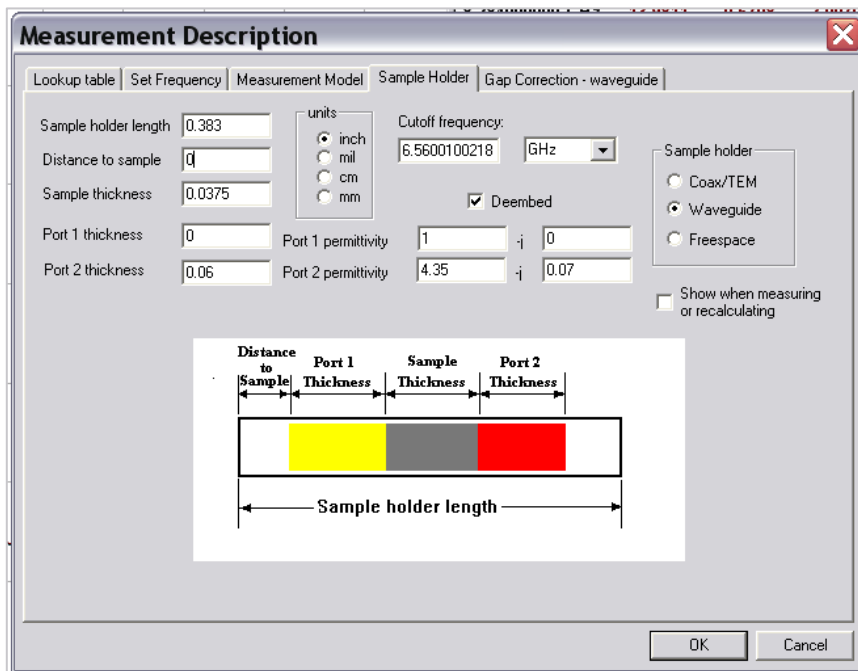 Measurement Description
Lookup table Set Frequency Measurement Model Sample Holder Gap Correction - waveguide
Sample holder length 0.383
Distance to sample 0
Sample thickness 0.0375
Port 1 thickness 0
Port 2 thickness 0.06
units
inch
mil
cm
mm
Cutoff frequency:
6.5600100218 GHz
Deembed
Port 1 permittivity 1 -j 0
Port 2 permittivity 4.35 -j 0.07
Sample holder
Coax/TEM
Waveguide
Freespace
Show when measuring
or recalculating
Distance
to
Sample
Port 1
Thickness
Sample
Thickness
Port 2
Thickness
Sample holder length
OK Cancel